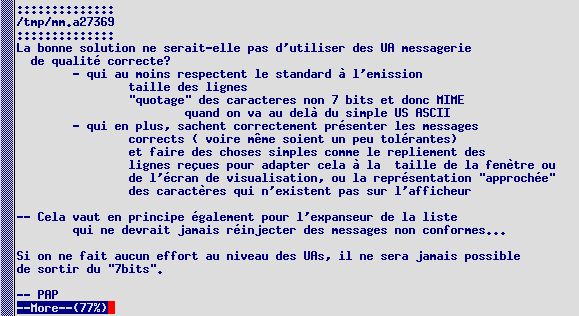 ::::::::::::::
/tmp/mm.a27369
::::::::::::::
La bonne solution ne serait-elle pas d'utiliser des UA messagerie
de qualité correcte?
- qui au moins respectent le standard à l'emission
taille des lignes
"quotage" des caracteres non 7 bits et donc MIME
quand on va au delà du simple US ASCII
- qui en plus, sachent correctement présenter les messages
corrects ( voire même soient un peu tolérantes)
et faire des choses simples comme le repliement des
lignes reçues pour adapter cela à la  taille de la fenêtre ou
de l'écran de visualisation, ou la représentation "approchée"
des caractères qui n'existent pas sur l'afficheur
-- Cela vaut en principe également pour l'expanseur de la liste
qui ne devrait jamais réinjecter des messages non conformes...
Si on ne fait aucun effort au niveau des UAs, il ne sera jamais possible
de sortir du "7bits".
-- PAP
--More--(77%)